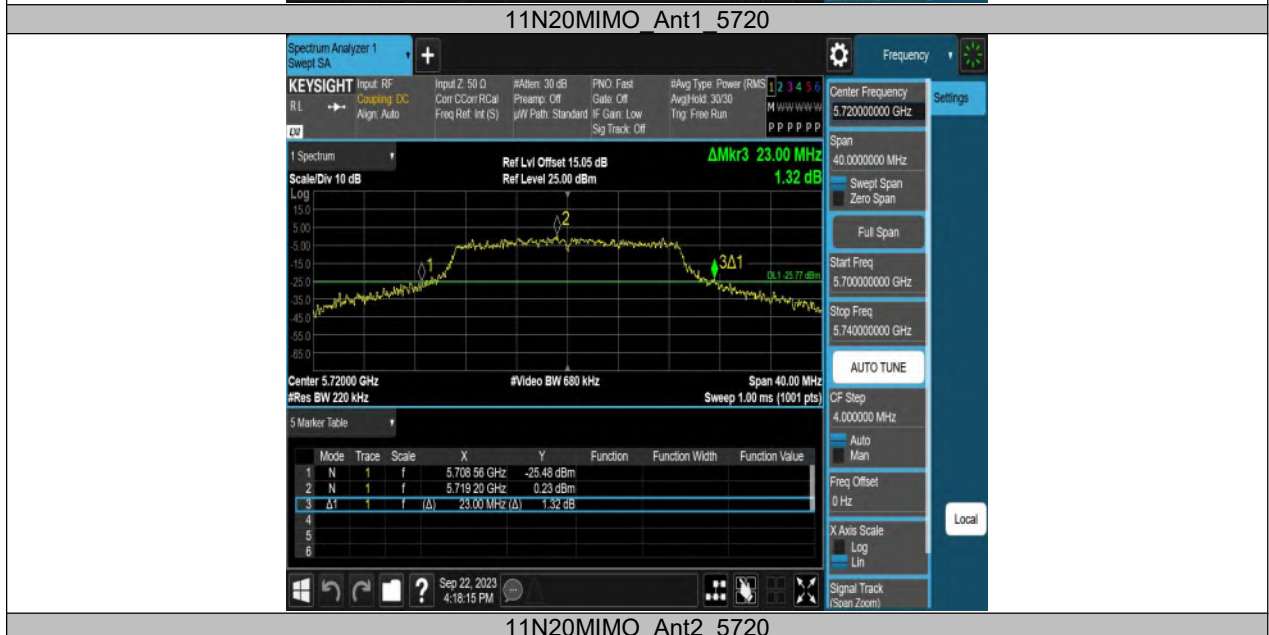 11N20MIMO_Ant1_5720
Spectrum Analyzer 1
Swept SA
Frequency
KEYSIGHT
RL
LXI
Input: RF
Coupling: DC
Align: Auto
Input Z: 50 Ω
Corr CCorr RCal
Freq Ref: Int (S)
#Atten: 30 dB
Preamp: Off
µW Path: Standard
PNO: Fast
Gate: Off
IF Gain: Low
Sig Track: Off
#Avg Type: Power (RMS
Avg|Hold: 30/30
Trig: Free Run
1 2 3 4 5 6
M W W W W W
P P P P P P
1 Spectrum
Scale/Div 10 dB
Ref Lvl Offset 15.05 dB
Ref Level 25.00 dBm
ΔMkr3 23.00 MHz
1.32 dB
Log
15.0
5.00
-5.00
-15.0
-25.0
-35.0
-45.0
-55.0
-65.0
1
2
3Δ1
DL1 -25.77 dBm
Center 5.72000 GHz
#Res BW 220 kHz
#Video BW 680 kHz
Span 40.00 MHz
Sweep 1.00 ms (1001 pts)
5 Marker Table
Mode Trace Scale X Y Function Function Width Function Value
1 N 1 f 5.708 56 GHz -25.48 dBm
2 N 1 f 5.719 20 GHz 0.23 dBm
3 Δ1 1 f (Δ) 23.00 MHz (Δ) 1.32 dB
4
5
6
?
Sep 22, 2023
4:18:15 PM
Center Frequency
5.720000000 GHz
Settings
Span
40.0000000 MHz
Swept Span
Zero Span
Full Span
Start Freq
5.700000000 GHz
Stop Freq
5.740000000 GHz
AUTO TUNE
CF Step
4.000000 MHz
Auto
Man
Freq Offset
0 Hz
X Axis Scale
Log
Lin
Local
Signal Track
(Span Zoom)
11N20MIMO_Ant2_5720